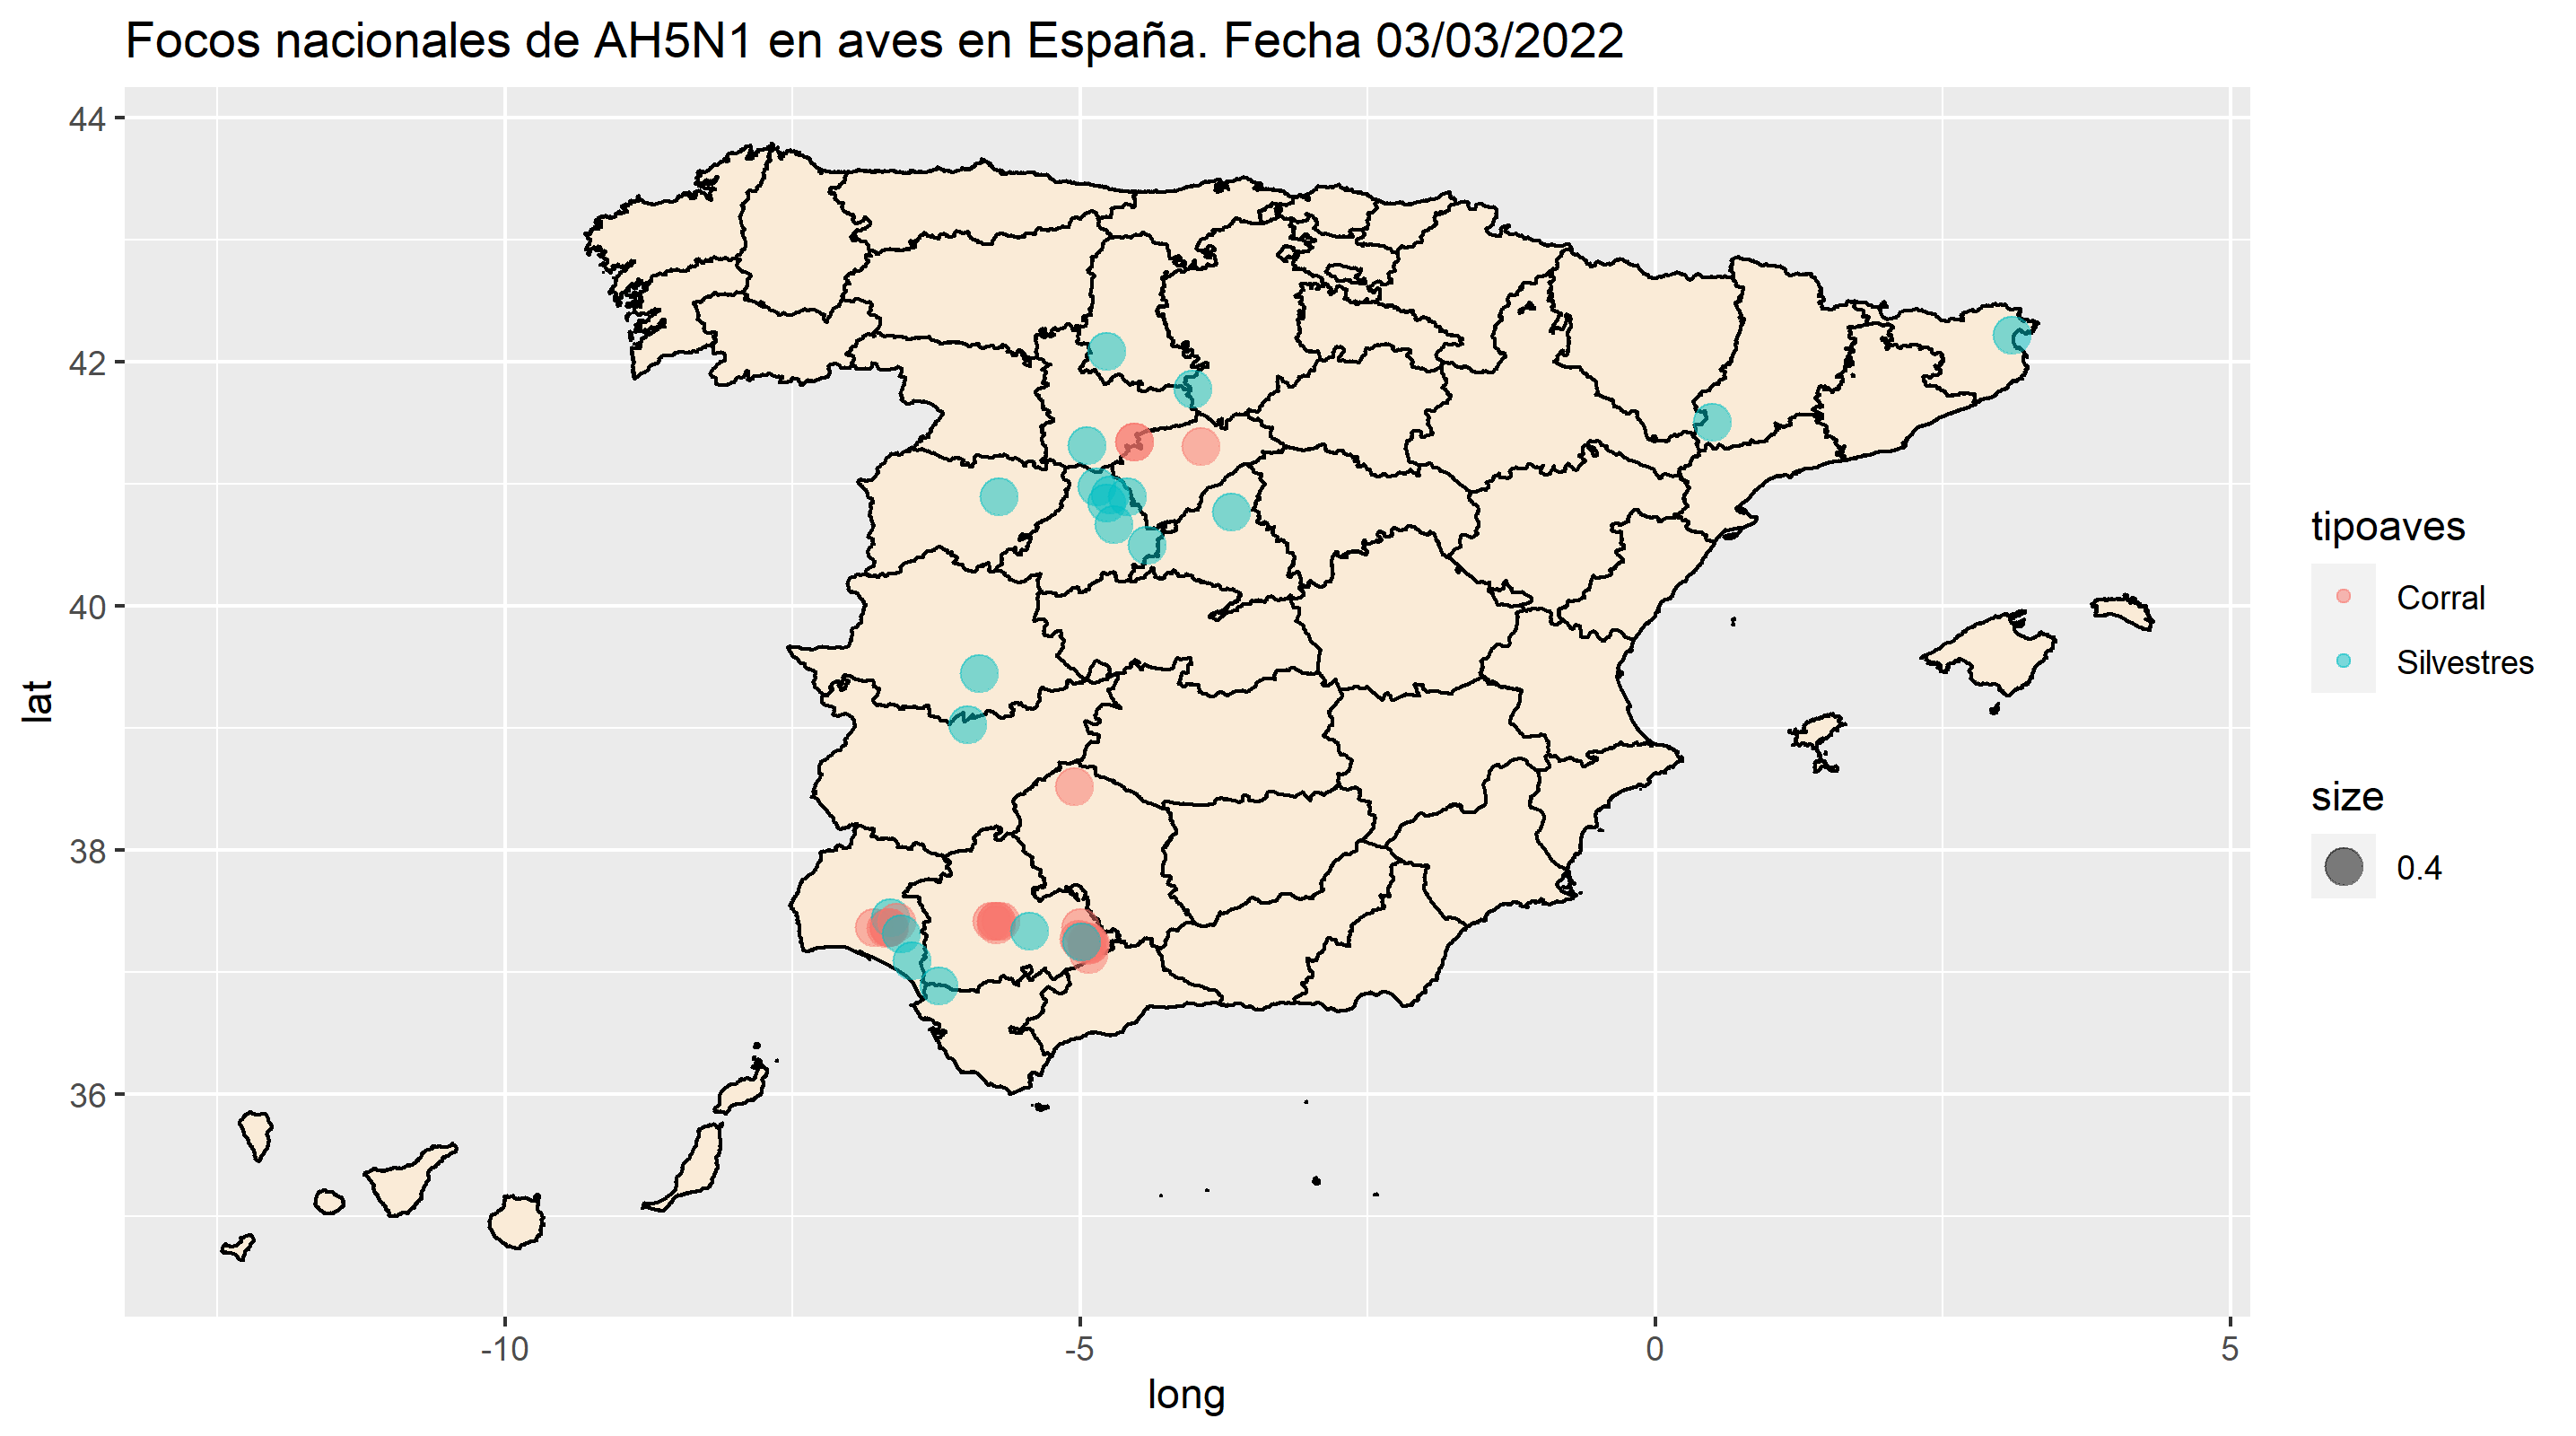 Focos nacionales de AH5N1 en aves en España. Fecha 03/03/2022
44
42
40
38
36
lat
-10
-5
0
5
long
tipoaves
Corral
Silvestres
size
0.4